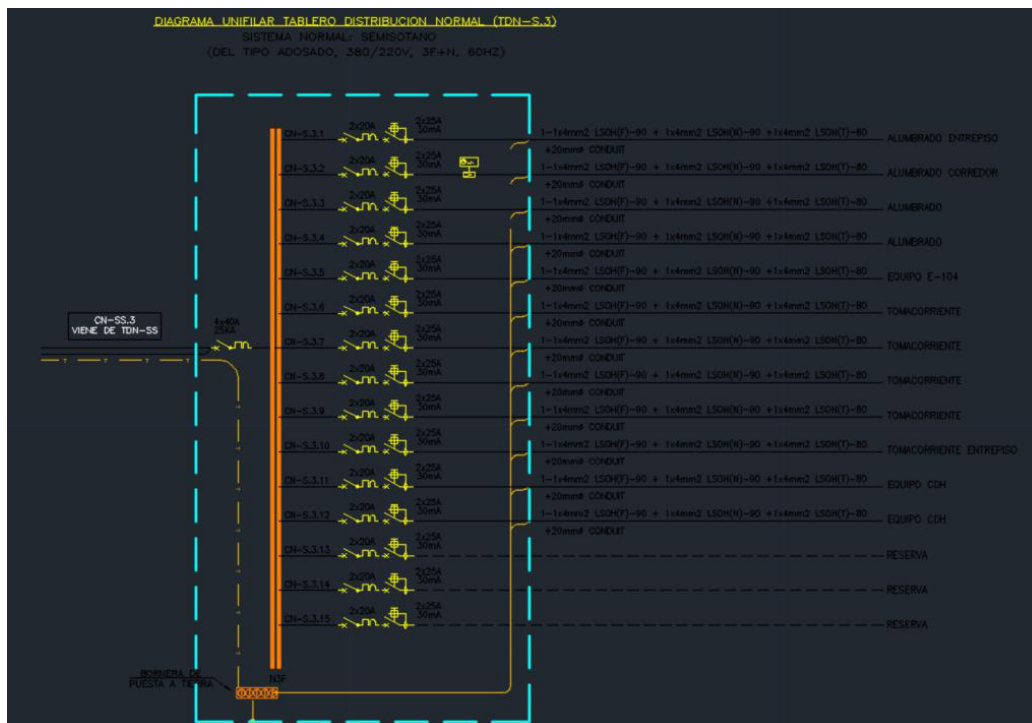 DIAGRAMA UNIFILAR TABLERO DISTRIBUCION NORMAL (TDN-S.3)
SISTEMA NORMAL: SEMISOTANO
(DEL TIPO ADOSADO, 380/220V, 3F+N, 60HZ)
CN-SS.3
VIENE DE TDN-SS
4x40A
25KA
CN-S.3.1 2x20A 2x25A 30mA 1-1x4mm2 LSOH(F)-90 + 1x4mm2 LSOH(N)-90 +1x4mm2 LSOH(T)-80 ALUMBRADO ENTREPISO
+20mmø CONDUIT
CN-S.3.2 2x20A 2x25A 30mA 1-1x4mm2 LSOH(F)-90 + 1x4mm2 LSOH(N)-90 +1x4mm2 LSOH(T)-80 ALUMBRADO CORREDOR
+20mmø CONDUIT
CN-S.3.3 2x20A 2x25A 30mA 1-1x4mm2 LSOH(F)-90 + 1x4mm2 LSOH(N)-90 +1x4mm2 LSOH(T)-80 ALUMBRADO
+20mmø CONDUIT
CN-S.3.4 2x20A 2x25A 30mA 1-1x4mm2 LSOH(F)-90 + 1x4mm2 LSOH(N)-90 +1x4mm2 LSOH(T)-80 ALUMBRADO
+20mmø CONDUIT
CN-S.3.5 2x20A 2x25A 30mA 1-1x4mm2 LSOH(F)-90 + 1x4mm2 LSOH(N)-90 +1x4mm2 LSOH(T)-80 EQUIPO E-104
+20mmø CONDUIT
CN-S.3.6 2x20A 2x25A 30mA 1-1x4mm2 LSOH(F)-90 + 1x4mm2 LSOH(N)-90 +1x4mm2 LSOH(T)-80 TOMACORRIENTE
+20mmø CONDUIT
CN-S.3.7 2x20A 2x25A 30mA 1-1x4mm2 LSOH(F)-90 + 1x4mm2 LSOH(N)-90 +1x4mm2 LSOH(T)-80 TOMACORRIENTE
+20mmø CONDUIT
CN-S.3.8 2x20A 2x25A 30mA 1-1x4mm2 LSOH(F)-90 + 1x4mm2 LSOH(N)-90 +1x4mm2 LSOH(T)-80 TOMACORRIENTE
+20mmø CONDUIT
CN-S.3.9 2x20A 2x25A 30mA 1-1x4mm2 LSOH(F)-90 + 1x4mm2 LSOH(N)-90 +1x4mm2 LSOH(T)-80 TOMACORRIENTE
+20mmø CONDUIT
CN-S.3.10 2x20A 2x25A 30mA 1-1x4mm2 LSOH(F)-90 + 1x4mm2 LSOH(N)-90 +1x4mm2 LSOH(T)-80 TOMACORRIENTE ENTREPISO
+20mmø CONDUIT
CN-S.3.11 2x20A 2x25A 30mA 1-1x4mm2 LSOH(F)-90 + 1x4mm2 LSOH(N)-90 +1x4mm2 LSOH(T)-80 EQUIPO CDH
+20mmø CONDUIT
CN-S.3.12 2x20A 2x25A 30mA 1-1x4mm2 LSOH(F)-90 + 1x4mm2 LSOH(N)-90 +1x4mm2 LSOH(T)-80 EQUIPO CDH
+20mmø CONDUIT
CN-S.3.13 2x20A 2x25A 30mA RESERVA
CN-S.3.14 2x20A 2x25A 30mA RESERVA
CN-S.3.15 2x20A 2x25A 30mA RESERVA
BORNERA DE
PUESTA A TIERRA
N3F
T T T T